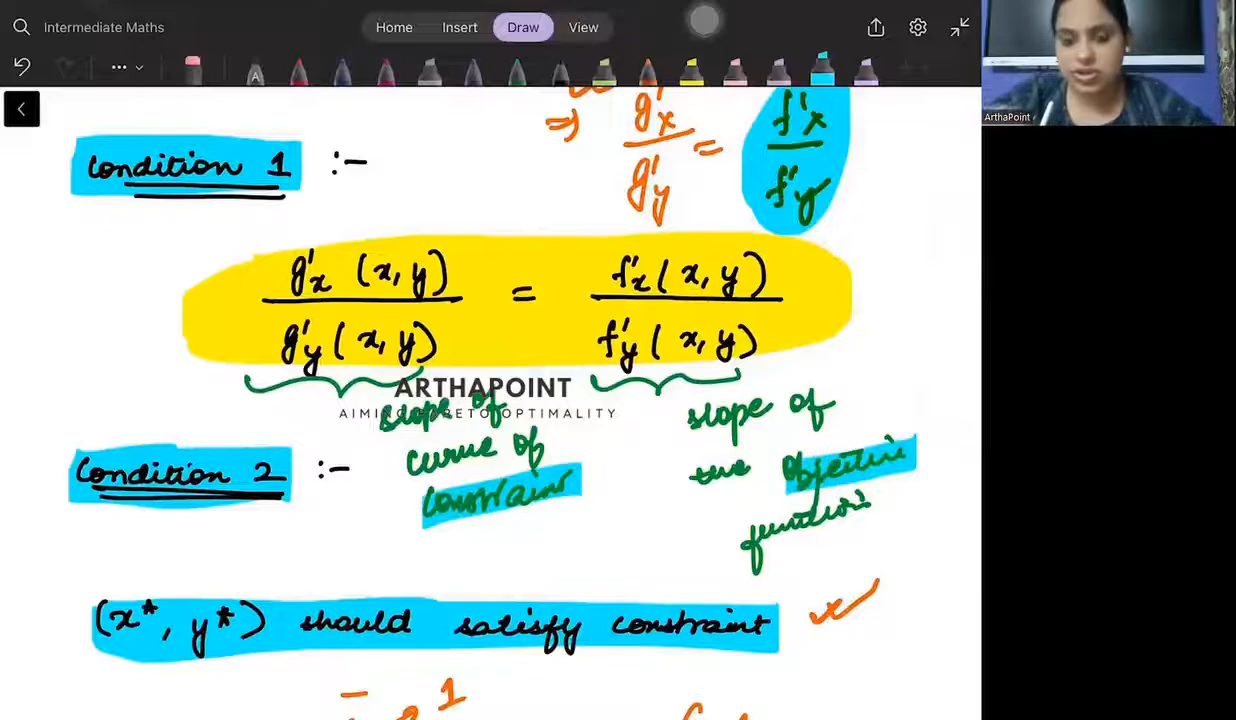 Intermediate Maths
Home Insert Draw View
ArthaPoint
⇒ g'x / g'y = f'x / f'y
Condition 1 :-
g'x (x, y) / g'y (x, y) = f'x (x, y) / f'y (x, y)
ARTHAPOINT
AIMING PARETO OPTIMALITY
slope of
curve of
constraint
slope of
the objective
function
Condition 2 :-
(x*, y*) should satisfy constraint